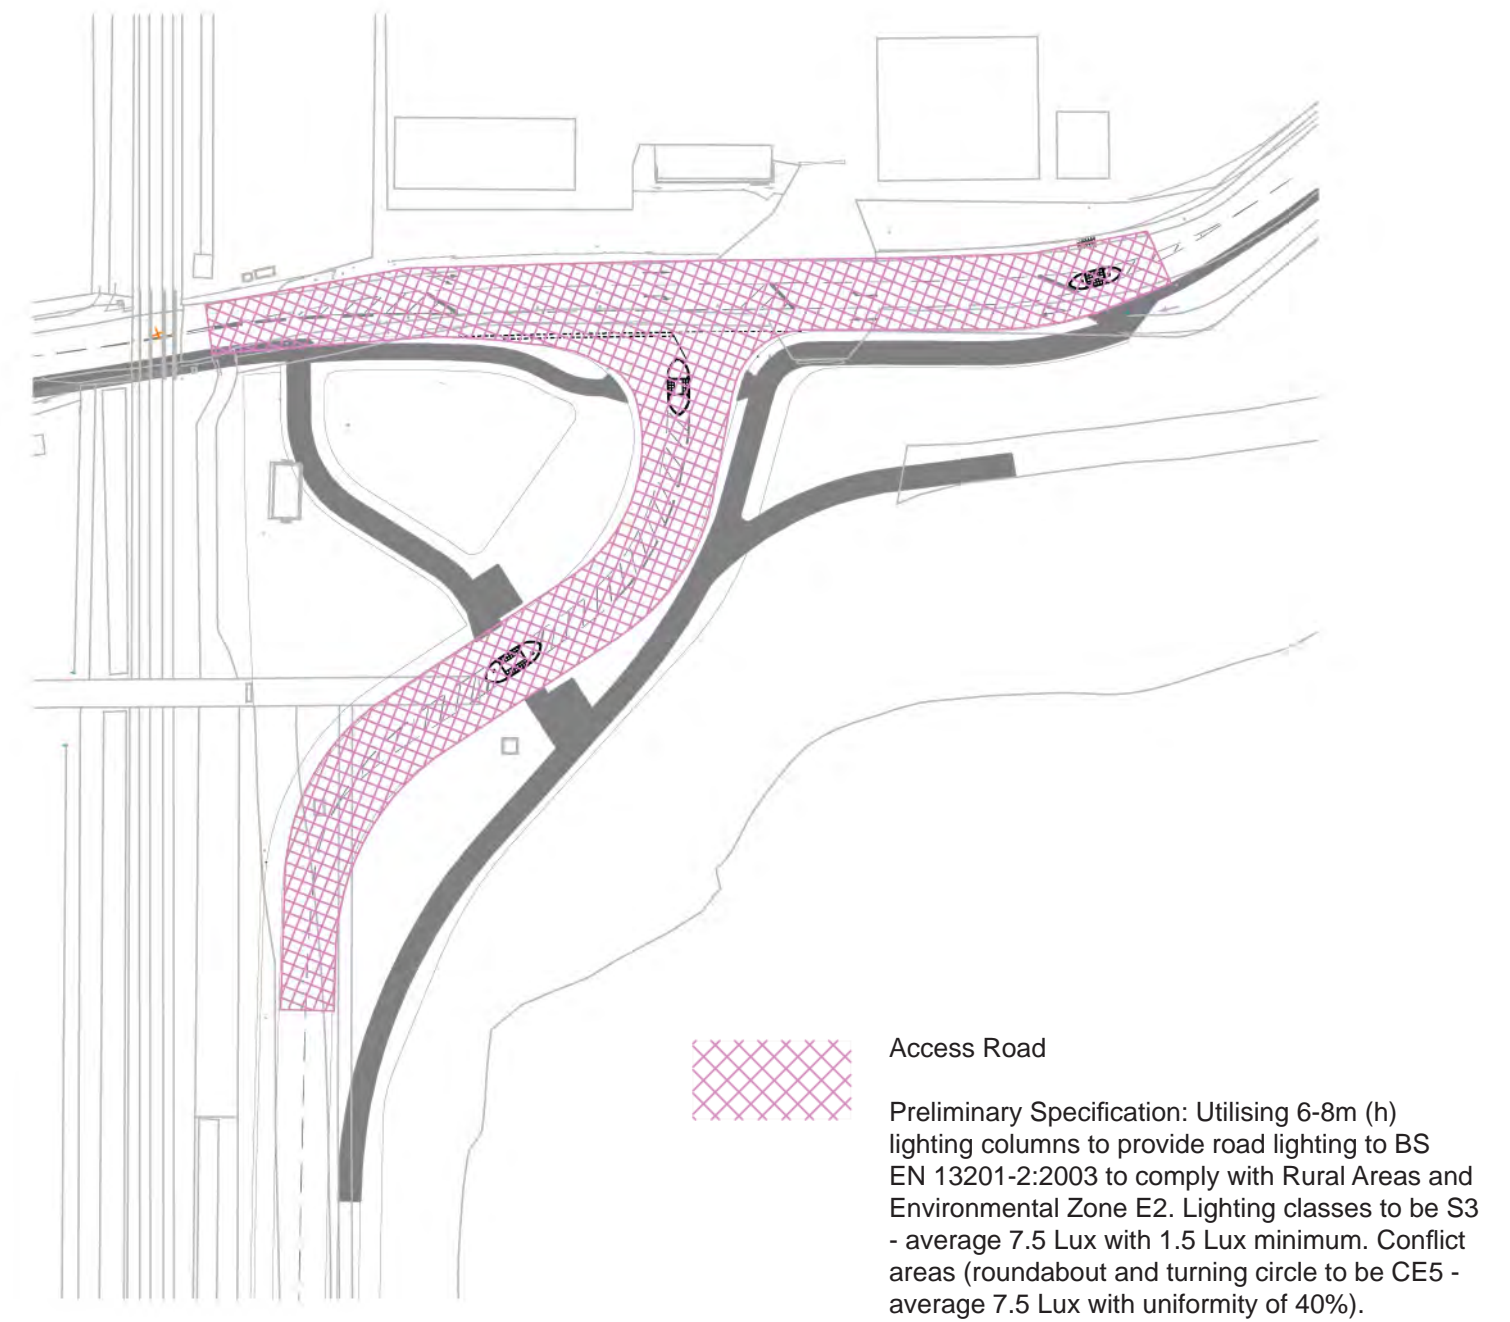 Access Road
Preliminary Specification: Utilising 6-8m (h)
lighting columns to provide road lighting to BS
EN 13201-2:2003 to comply with Rural Areas and
Environmental Zone E2. Lighting classes to be S3
- average 7.5 Lux with 1.5 Lux minimum. Conflict
areas (roundabout and turning circle to be CE5 -
average 7.5 Lux with uniformity of 40%).